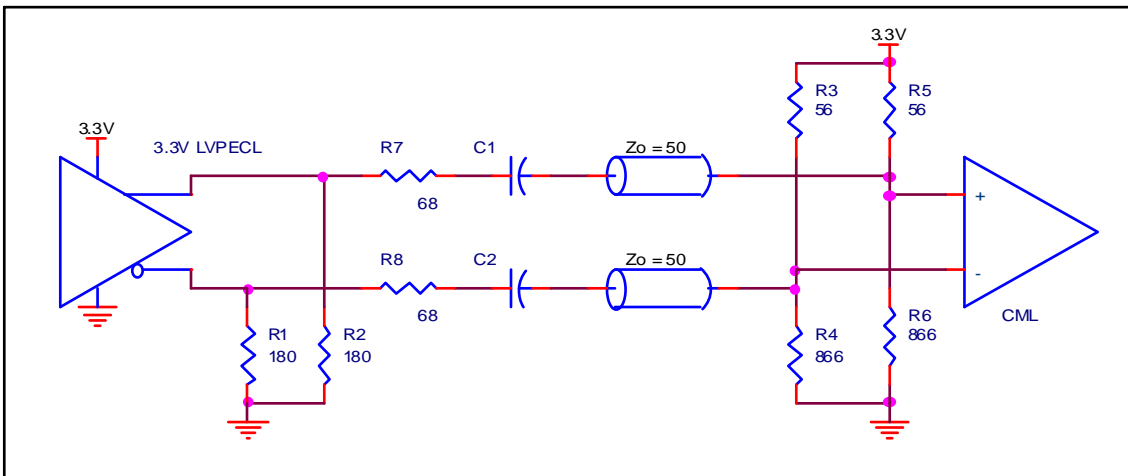 3.3V
3.3V LVPECL
R7
68
C1
Zo = 50
R8
68
C2
Zo = 50
R1
180
R2
180
3.3V
R3
56
R5
56
R4
866
R6
866
+
-
CML